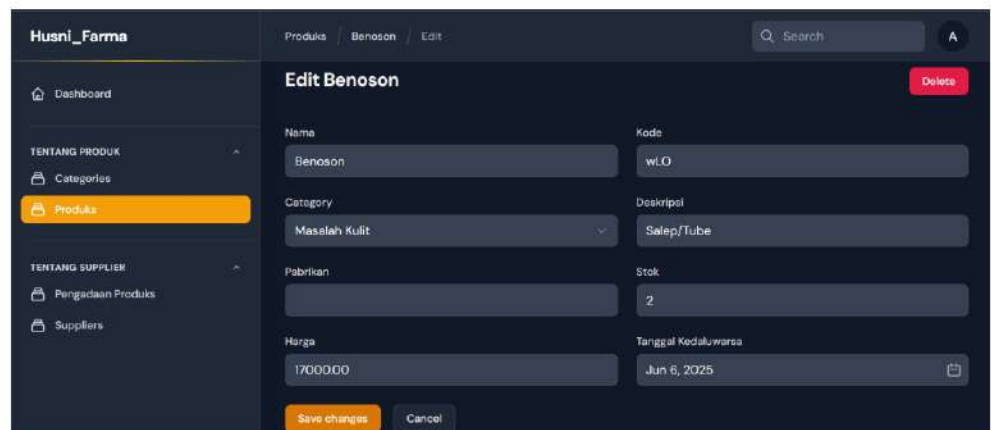 Husni_Farma
Produks / Benoson / Edit
Search
A
Dashboard
Edit Benoson
Delete
TENTANG PRODUK
Categories
Produks
TENTANG SUPPLIER
Pengadaan Produks
Suppliers
Nama
Kode
Benoson
wLO
Category
Deskripsi
Masalah Kulit
Salep/Tube
Pabrikan
Stok
2
Harga
Tanggal Kedaluwarsa
17000.00
Jun 6, 2025
Save changes
Cancel